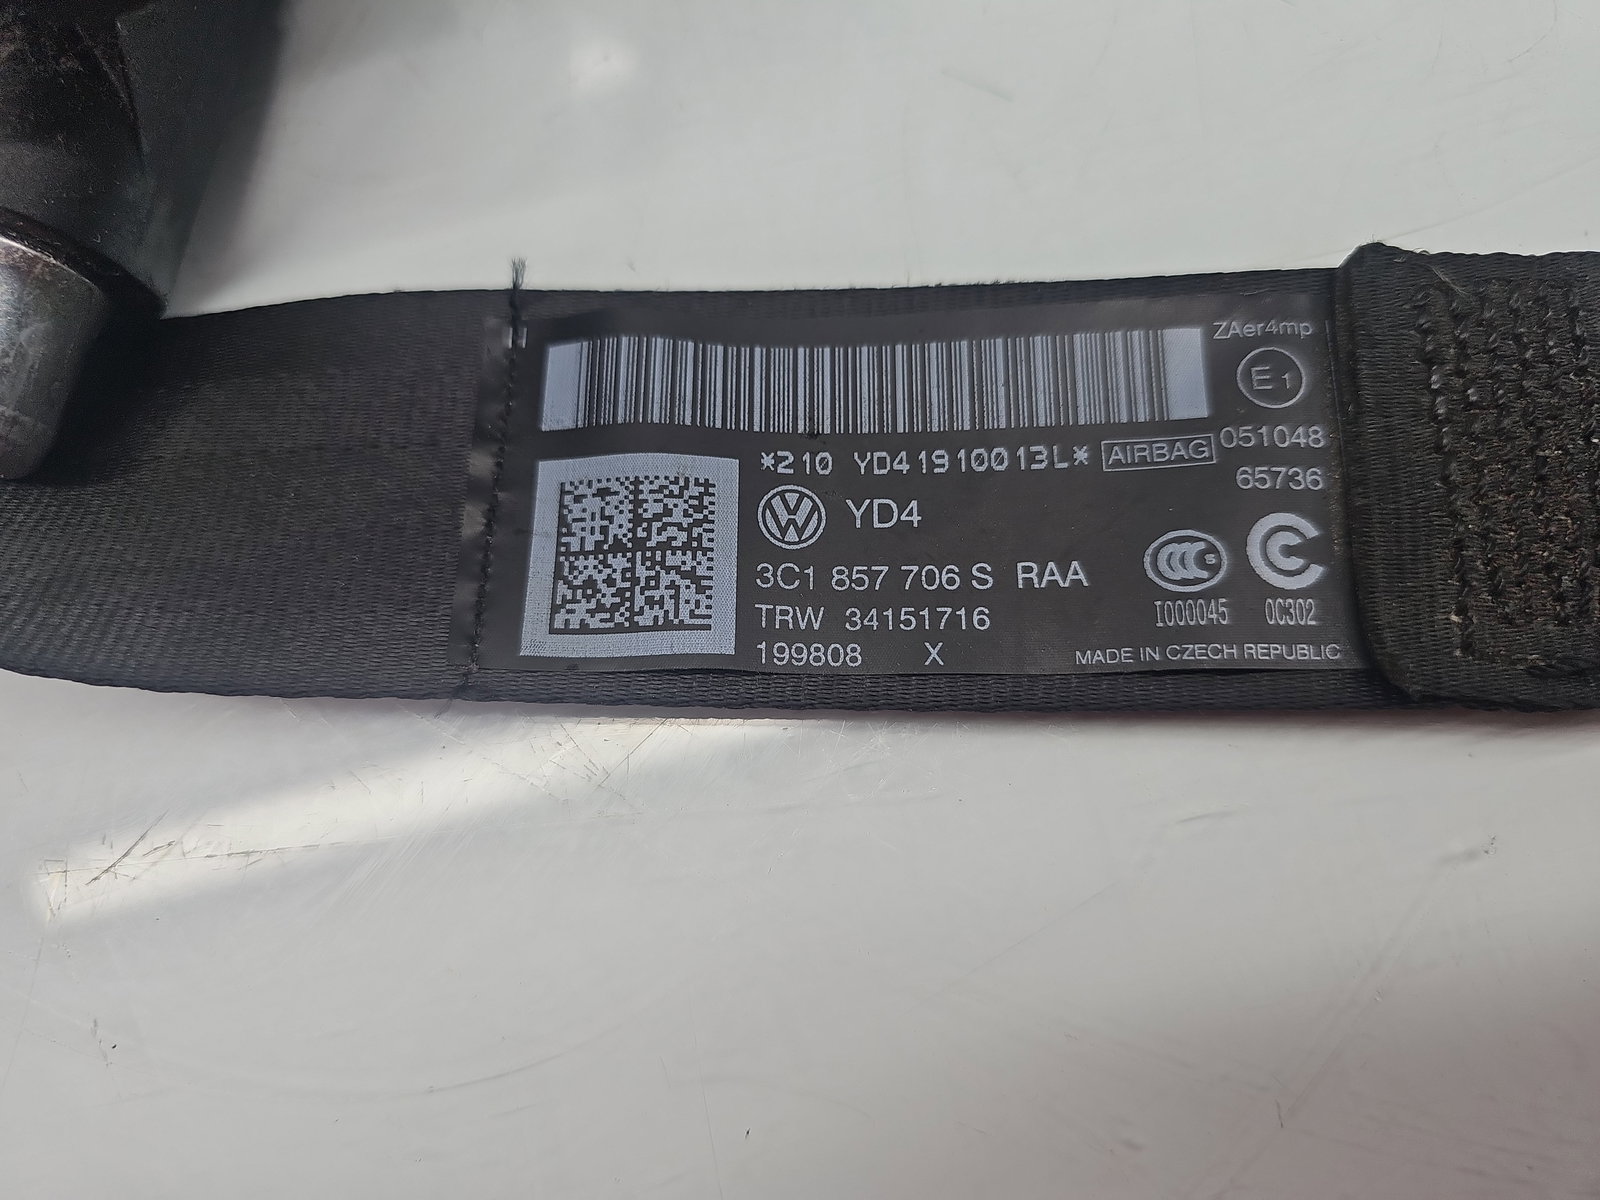 ZAer4mp
E1
*210 YD41910013L* AIRBAG 051048
65736
YD4
3C1 857 706 S RAA
TRW 34151716
I000045 0C302
199808 X MADE IN CZECH REPUBLIC